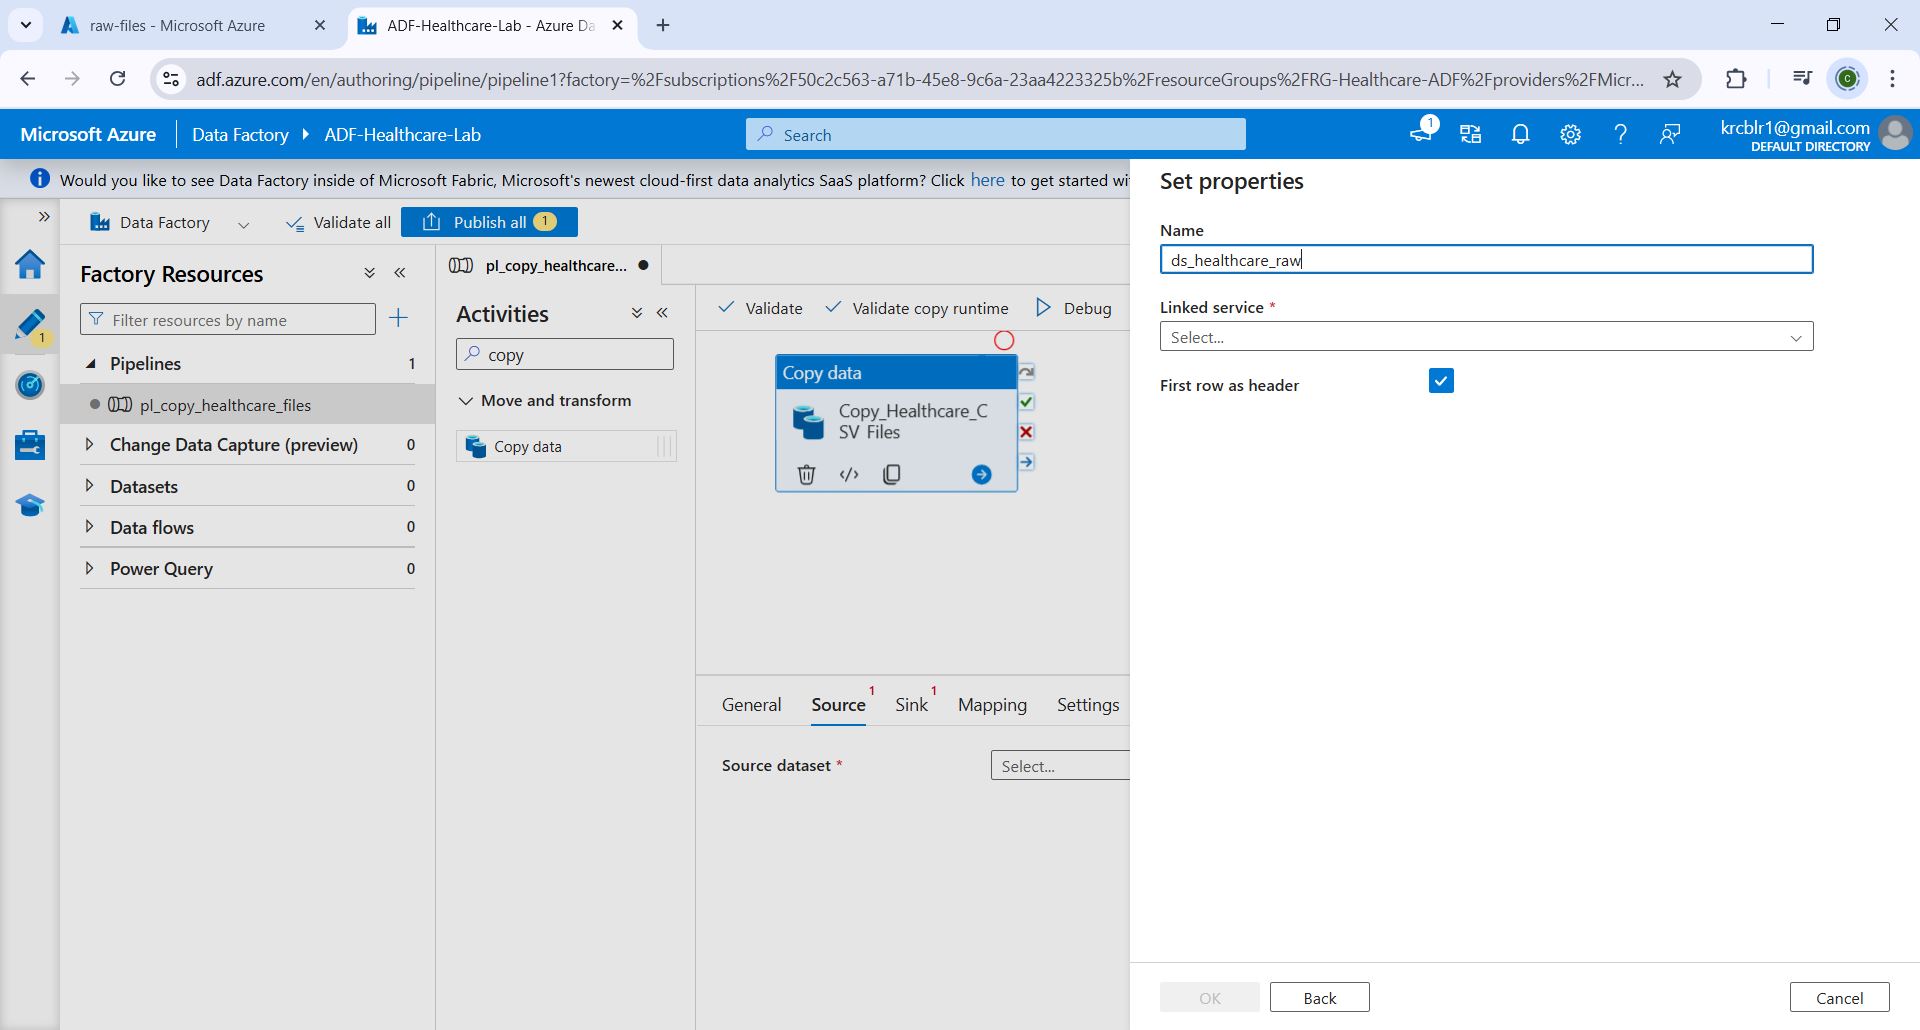 raw-files - Microsoft Azure
ADF-Healthcare-Lab - Azure Da
adf.azure.com/en/authoring/pipeline/pipeline1?factory=%2Fsubscriptions%2F50c2c563-a71b-45e8-9c6a-23aa4223325b%2FresourceGroups%2FRG-Healthcare-ADF%2Fproviders%2FMicr...
C
Microsoft Azure
Data Factory
ADF-Healthcare-Lab
Search
1
krcblr1@gmail.com
DEFAULT DIRECTORY
Would you like to see Data Factory inside of Microsoft Fabric, Microsoft's newest cloud-first data analytics SaaS platform? Click here to get started wi
Data Factory
Validate all
Publish all 1
1
Factory Resources
Filter resources by name
Pipelines 1
pl_copy_healthcare_files
Change Data Capture (preview) 0
Datasets 0
Data flows 0
Power Query 0
pl_copy_healthcare...
Activities
copy
Move and transform
Copy data
Validate
Validate copy runtime
Debug
Copy data
Copy_Healthcare_C
SV Files
General
Source 1
Sink 1
Mapping
Settings
Source dataset *
Select...
Set properties
Name
ds_healthcare_raw
Linked service *
Select...
First row as header
OK
Back
Cancel